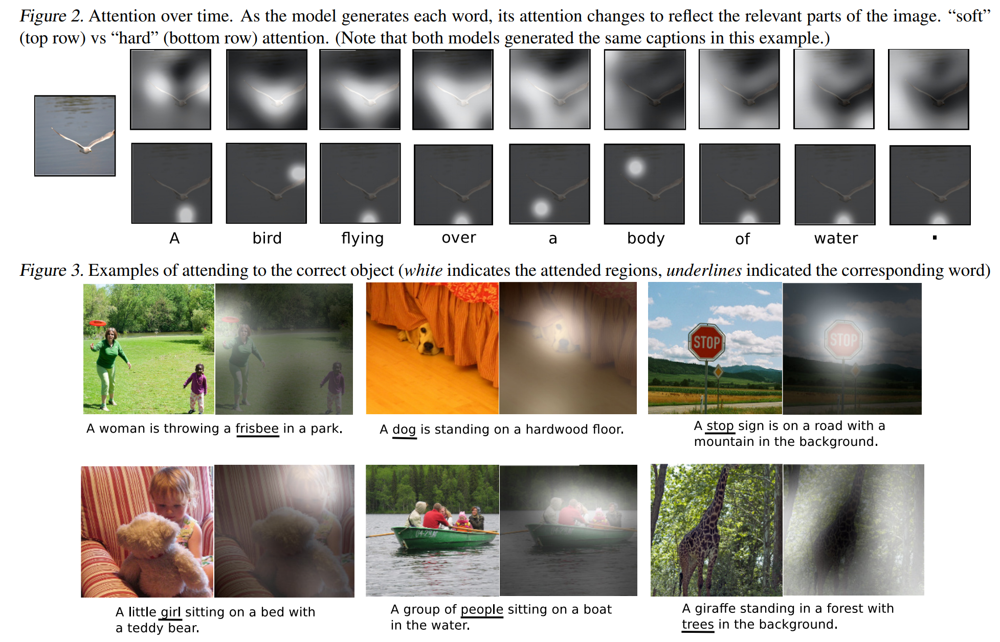 Figure 2. Attention over time. As the model generates each word, its attention changes to reflect the relevant parts of the image. “soft”
(top row) vs “hard” (bottom row) attention. (Note that both models generated the same captions in this example.)
A bird flying over a body of water .
Figure 3. Examples of attending to the correct object (white indicates the attended regions, underlines indicated the corresponding word)
STOP STOP
A woman is throwing a frisbee in a park.
A dog is standing on a hardwood floor.
A stop sign is on a road with a
mountain in the background.
A little girl sitting on a bed with
a teddy bear.
A group of people sitting on a boat
in the water.
A giraffe standing in a forest with
trees in the background.